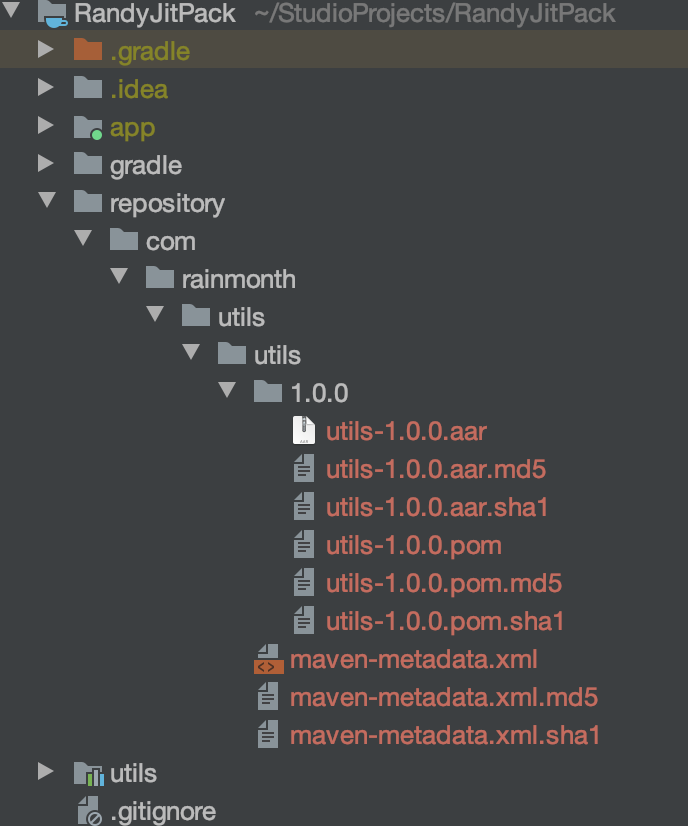 RandyJitPack ~/StudioProjects/RandyJitPack
.gradle
.idea
app
gradle
repository
com
rainmonth
utils
utils
1.0.0
utils-1.0.0.aar
utils-1.0.0.aar.md5
utils-1.0.0.aar.sha1
utils-1.0.0.pom
utils-1.0.0.pom.md5
utils-1.0.0.pom.sha1
maven-metadata.xml
maven-metadata.xml.md5
maven-metadata.xml.sha1
utils
.gitignore